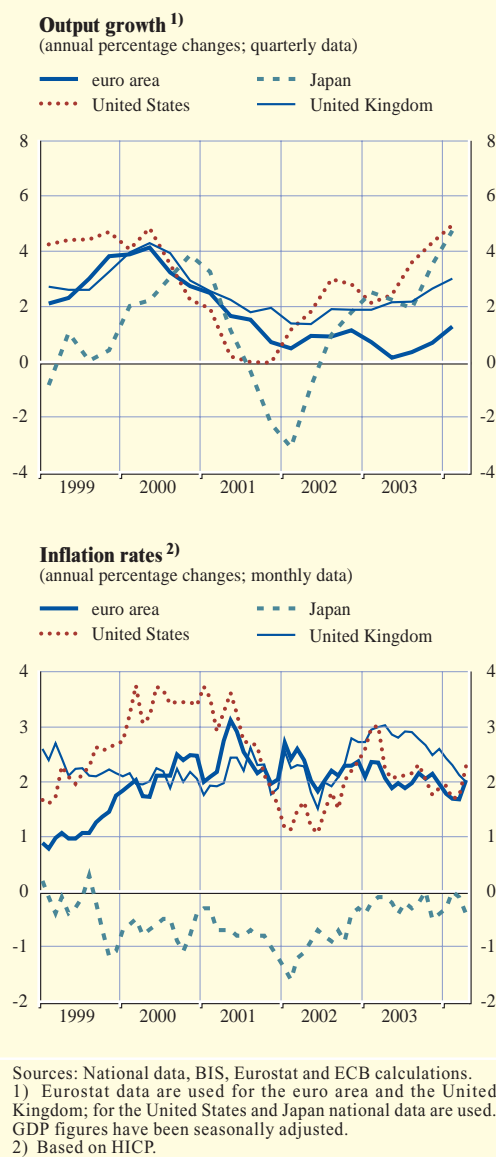 Output growth 1)
(annual percentage changes; quarterly data)
euro area
Japan
United States
United Kingdom
8 8
6 6
4 4
2 2
0 0
-2 -2
-4 -4
1999 2000 2001 2002 2003
Inflation rates 2)
(annual percentage changes; monthly data)
euro area
Japan
United States
United Kingdom
4 4
3 3
2 2
1 1
0 0
-1 -1
-2 -2
1999 2000 2001 2002 2003
Sources: National data, BIS, Eurostat and ECB calculations.
1) Eurostat data are used for the euro area and the United
Kingdom; for the United States and Japan national data are used.
GDP figures have been seasonally adjusted.
2) Based on HICP.